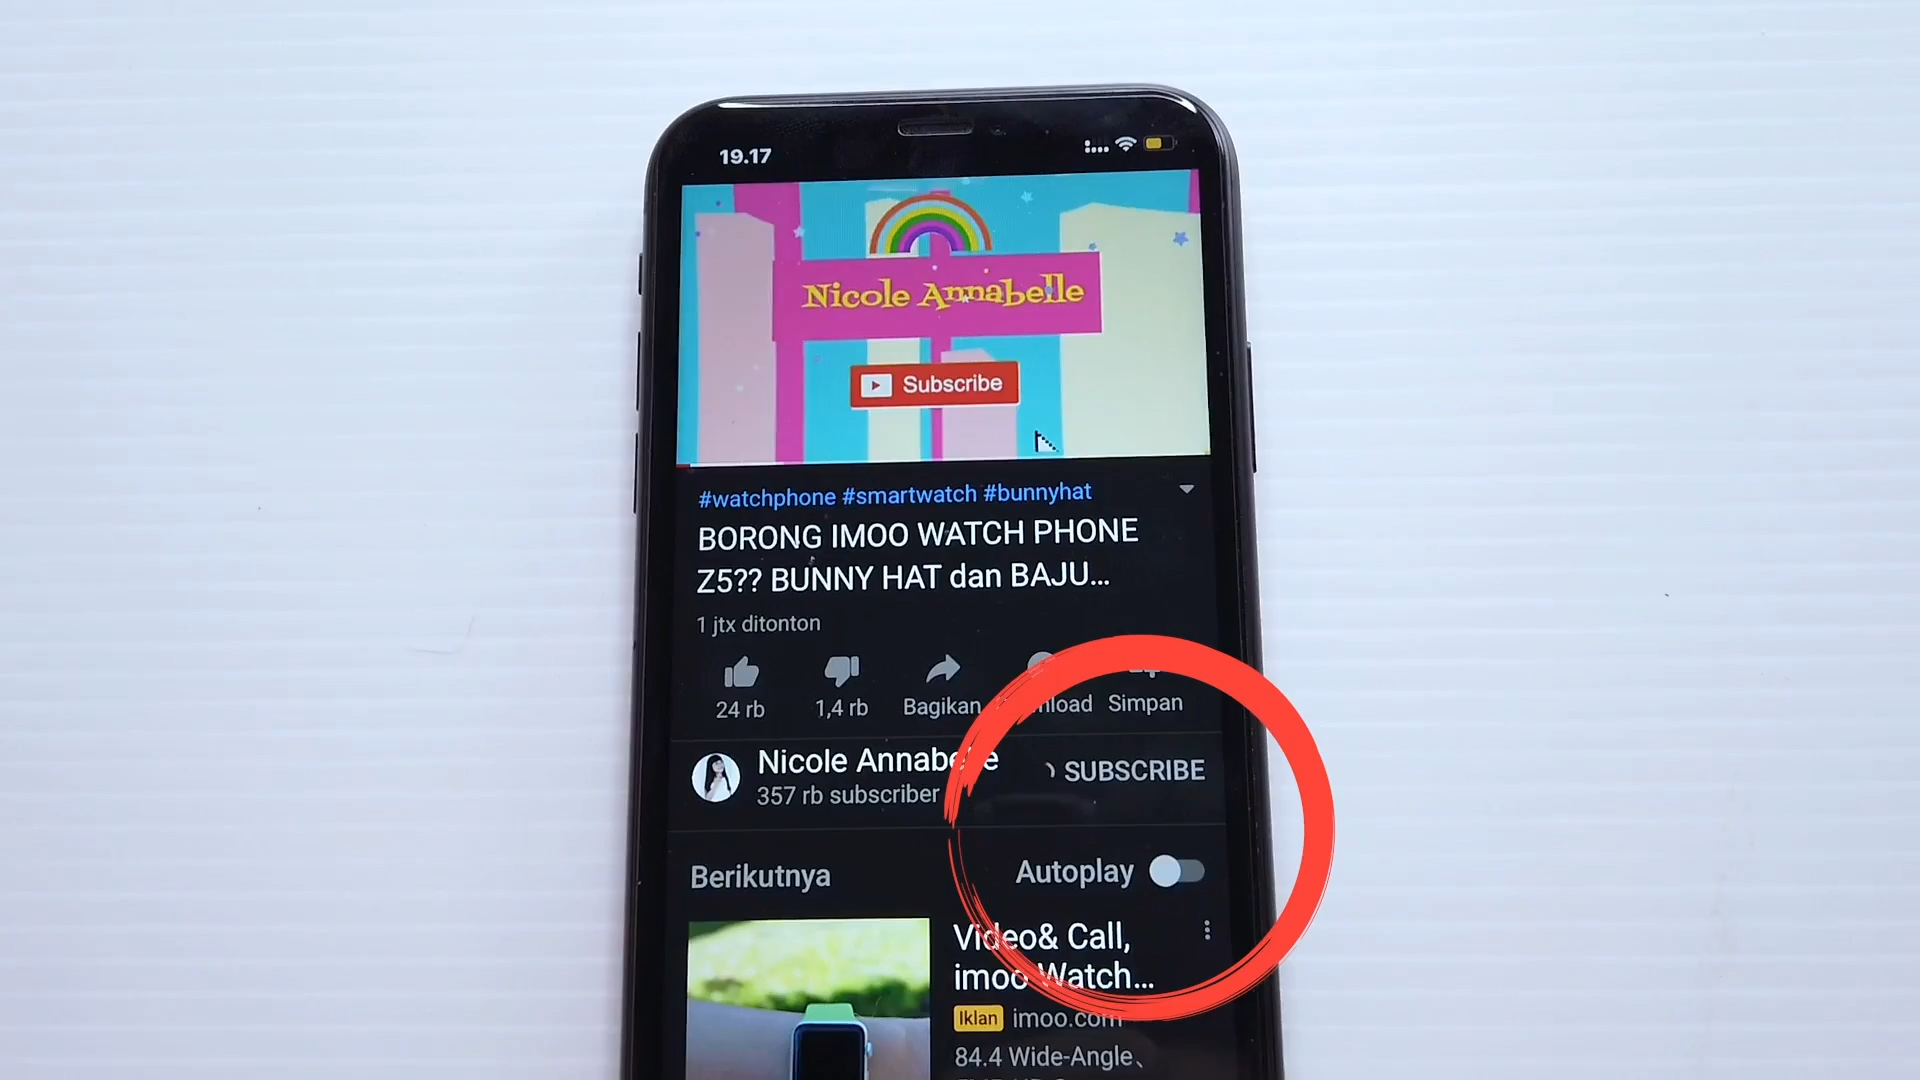 19.17
Nicole Annabelle
Subscribe
#watchphone #smartwatch #bunnyhat
BORONG IMOO WATCH PHONE
Z5?? BUNNY HAT dan BAJU...
1 jtx ditonton
24 rb
1,4 rb
Bagikan
Simpan
Nicole Annabelle
357 rb subscriber
SUBSCRIBE
Berikutnya
Autoplay
Video& Call,
imoo Watch...
Iklan imoo.com
84.4 Wide-Angle、